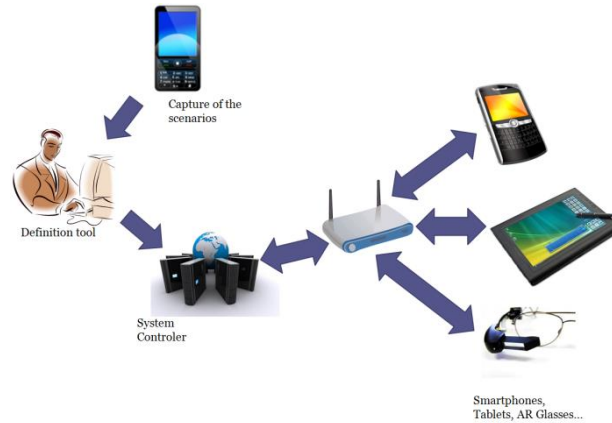 Capture of the
scenarios
Definition tool
System
Controler
Smartphones,
Tablets, AR Glasses...